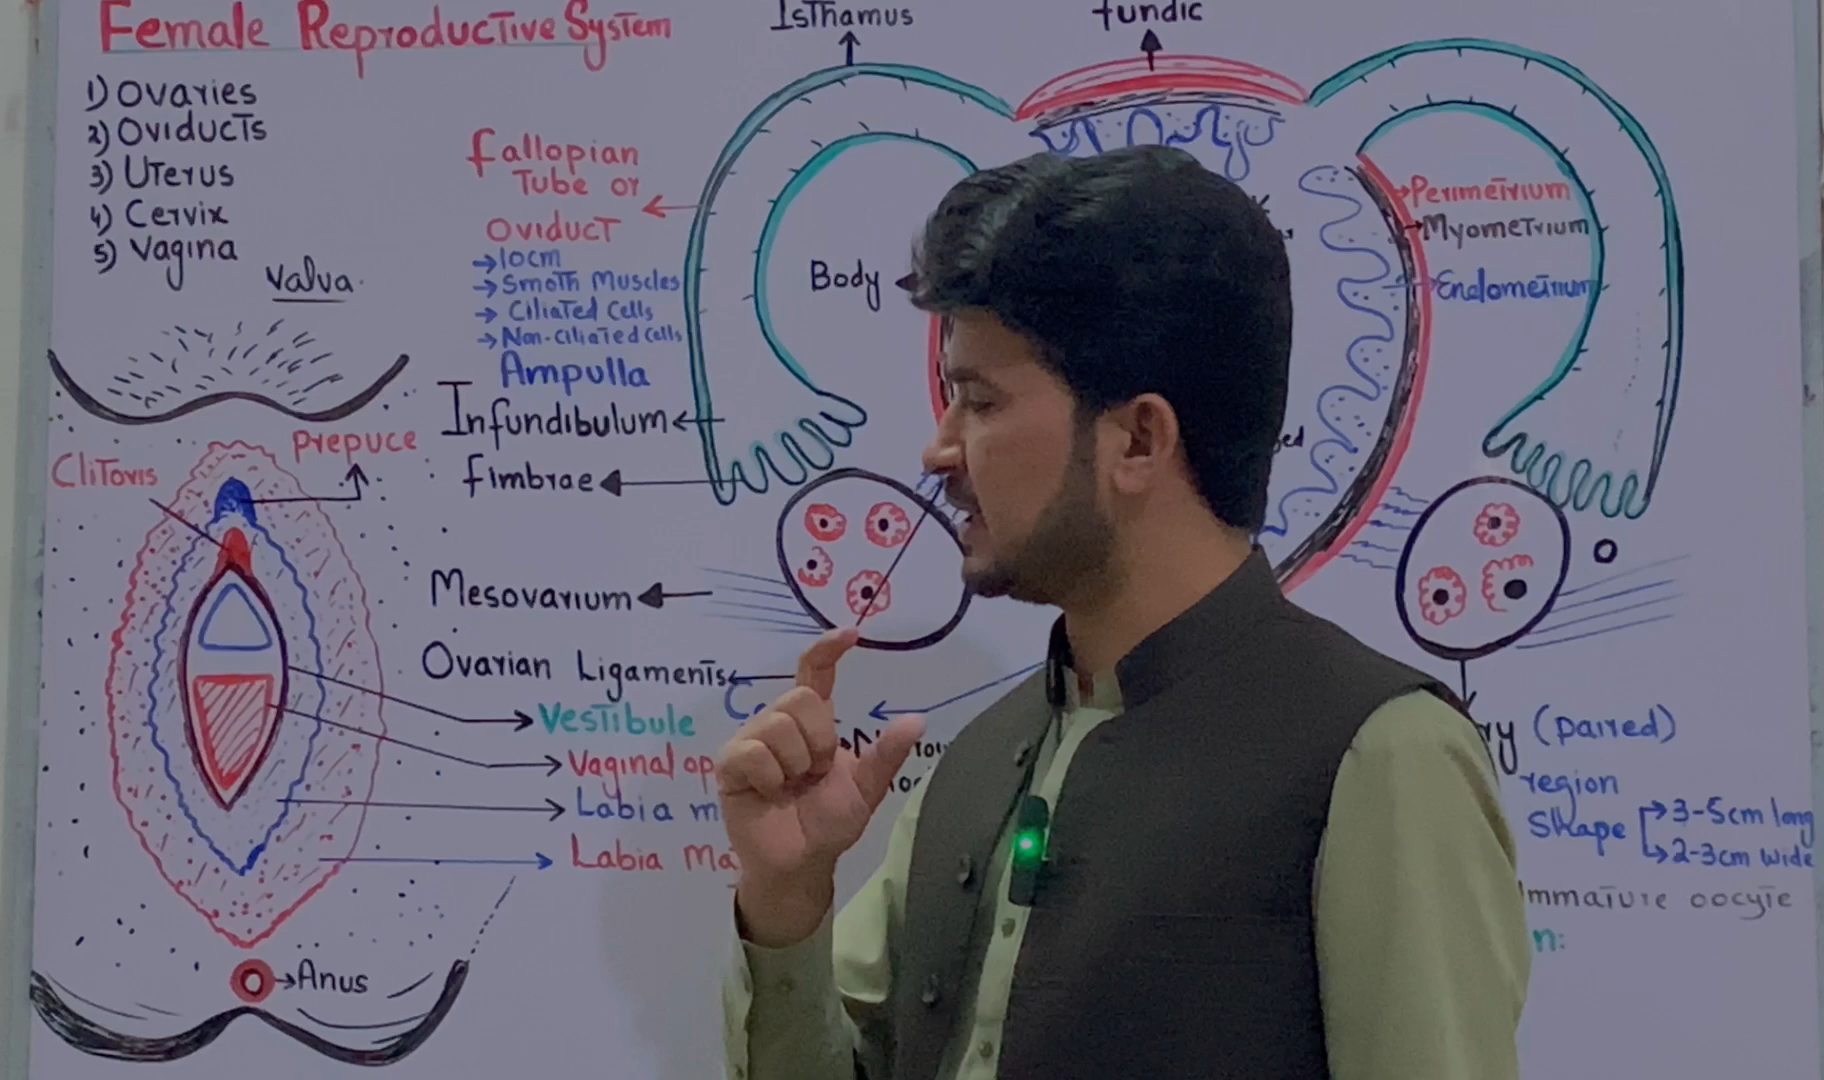 Female Reproductive System
1) Ovaries
2) Oviducts
3) Uterus
4) Cervix
5) Vagina
Valva
Clitoris
Prepuce
Vestibule
Vaginal op
Labia m
Labia Ma
Anus
Isthamus
fundic
fallopian
Tube or
Oviduct
→10cm
→Smoth Muscles
→Ciliated Cells
→Non-Ciliated Cells
Ampulla
Infundibulum
fimbrae
Mesovarium
Ovarian Ligaments
Body
Perimetrium
Myometrium
Endometrium
(paired)
region
Shape
→3-5cm long
→2-3cm wide
mmature oocyte
n: